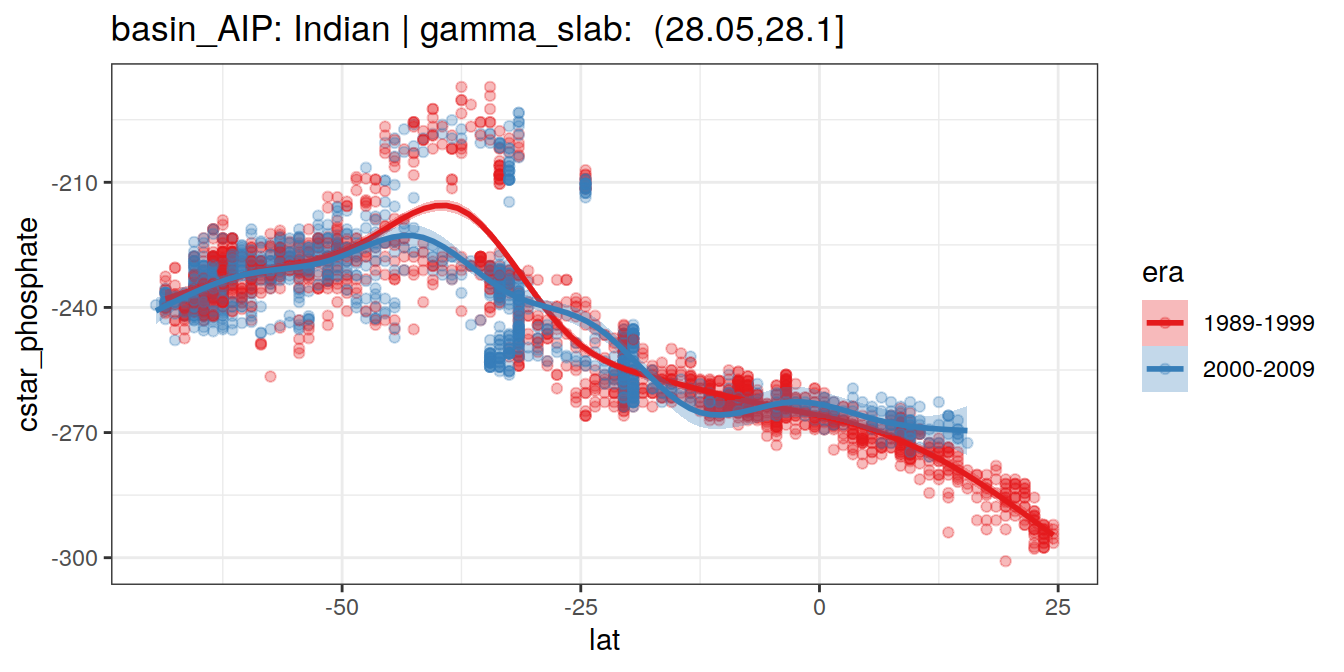 basin_AIP: Indian | gamma_slab:  (28.05,28.1]
cstar_phosphate
-210
-240
-270
-300
-50
-25
0
25
lat
era
1989-1999
2000-2009